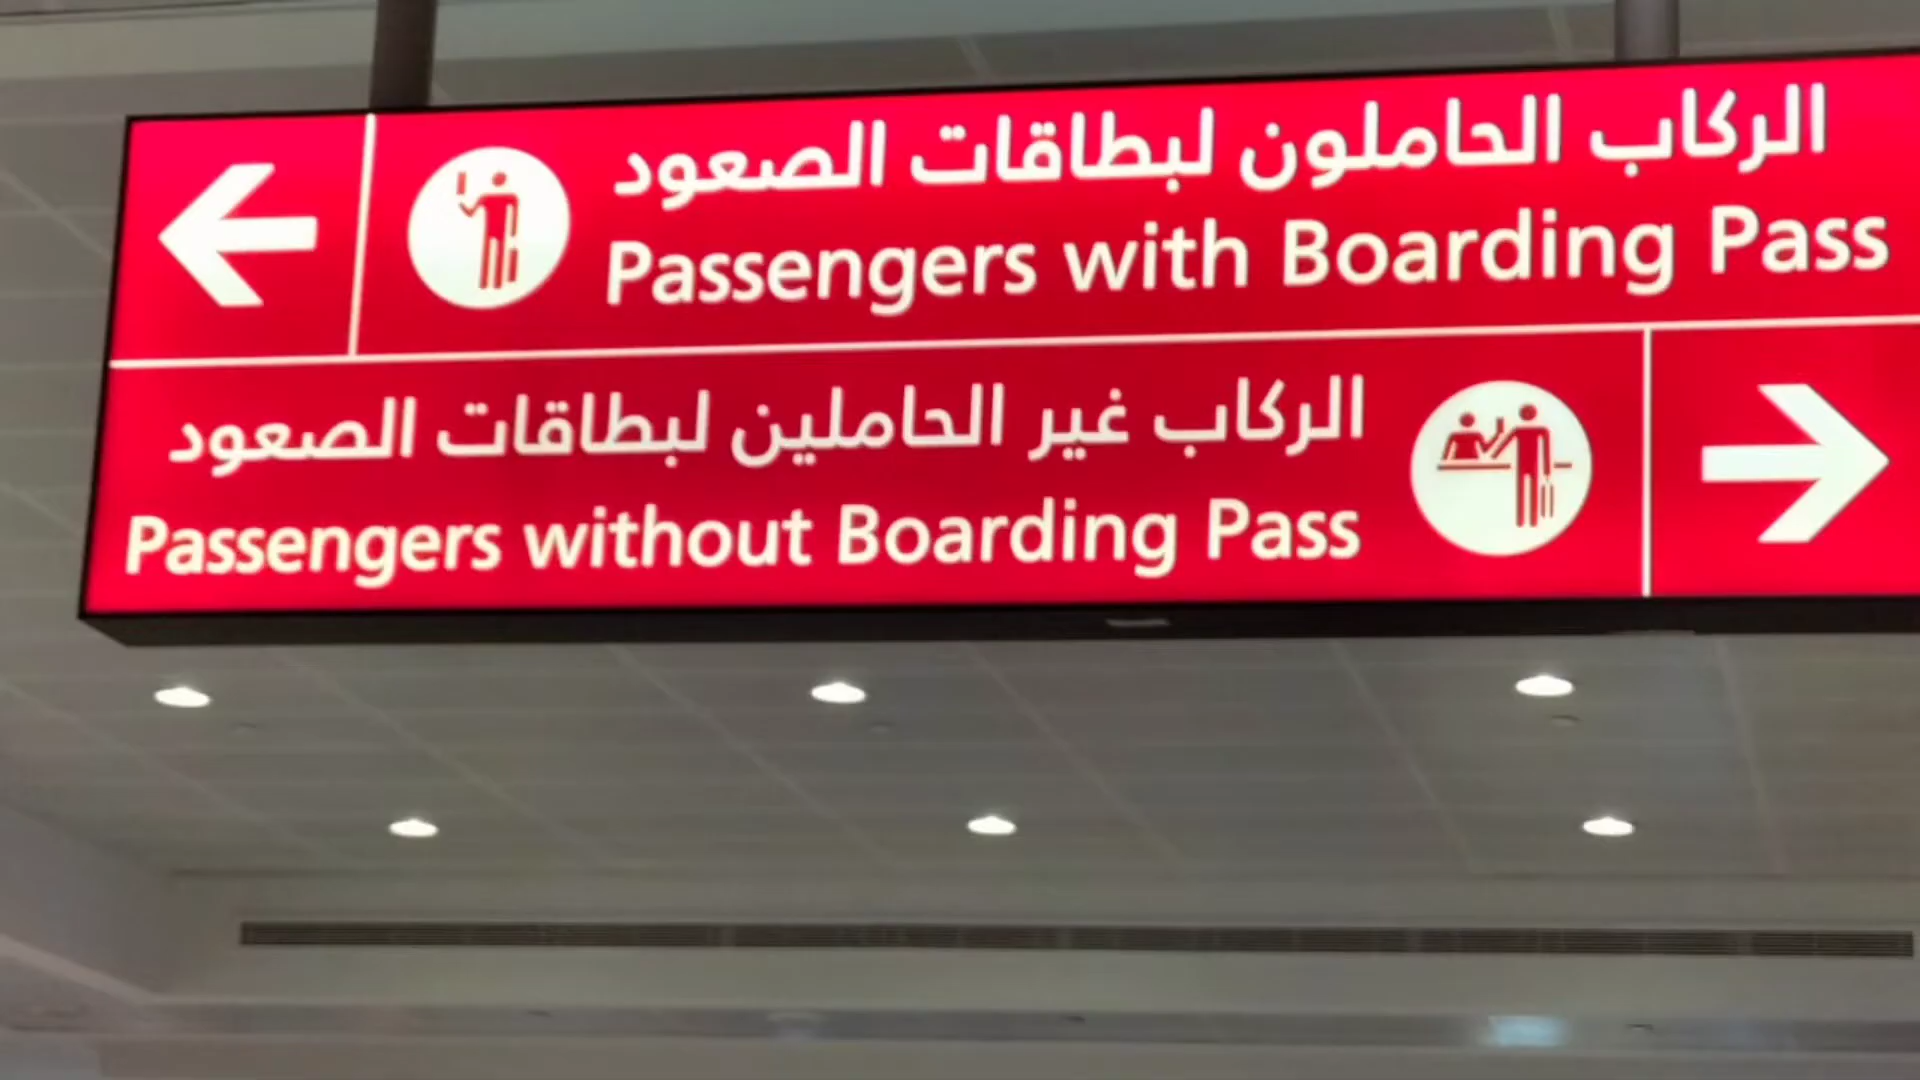 الركاب الحاملون لبطاقات الصعود
Passengers with Boarding Pass
الركاب غير الحاملين لبطاقات الصعود
Passengers without Boarding Pass